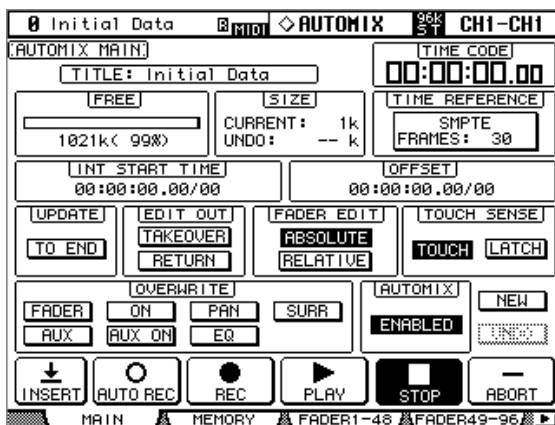 0 Initial Data R MIDI ◇AUTOMIX 96K ST CH1-CH1
AUTOMIX MAIN
TITLE: Initial Data
TIME CODE
00:00:00.00
FREE
1021k( 99%)
SIZE
CURRENT: 1k
UNDO: -- k
TIME REFERENCE
SMPTE
FRAMES: 30
INT START TIME
00:00:00.00/00
OFFSET
00:00:00.00/00
UPDATE
TO END
EDIT OUT
TAKEOVER
RETURN
FADER EDIT
ABSOLUTE
RELATIVE
TOUCH SENSE
TOUCH LATCH
OVERWRITE
FADER ON PAN SURR
AUX AUX ON EQ
AUTOMIX
ENABLED
NEW
UNDO
INSERT AUTO REC REC PLAY STOP ABORT
MAIN MEMORY FADER1-48 FADER49-96